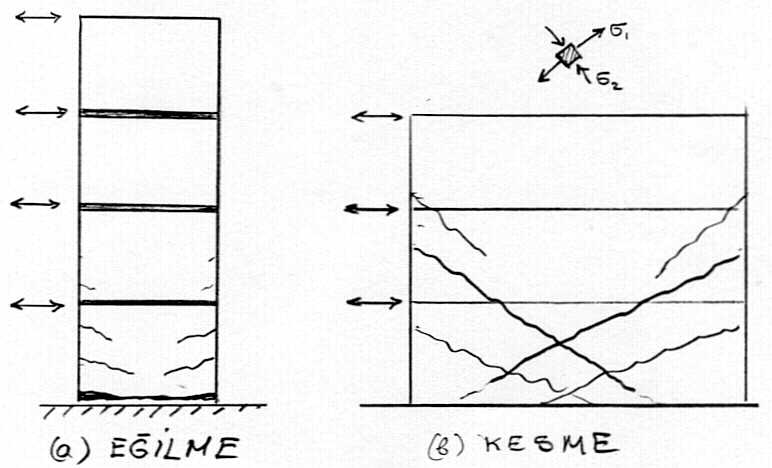 σ₁
σ₂
(a) EĞİLME
(b) KESME